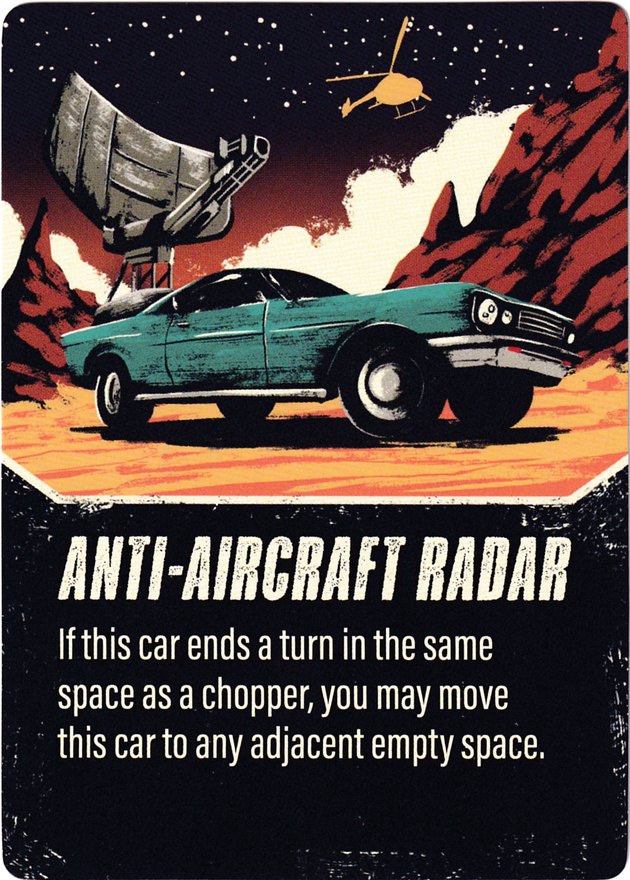 ANTI-AIRCRAFT RADAR
If this car ends a turn in the same
space as a chopper, you may move
this car to any adjacent empty space.